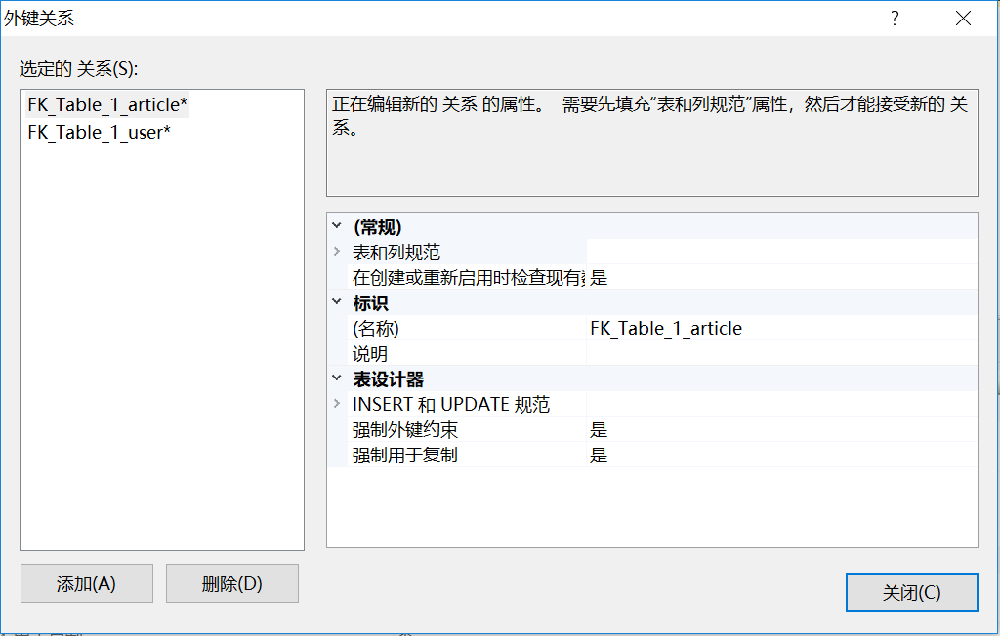 外键关系
?
选定的 关系(S):
FK_Table_1_article*
FK_Table_1_user*
正在编辑新的 关系 的属性。 需要先填充“表和列规范”属性，然后才能接受新的 关
系。
(常规)
表和列规范
在创建或重新启用时检查现有 是
标识
(名称) FK_Table_1_article
说明
表设计器
INSERT 和 UPDATE 规范
强制外键约束 是
强制用于复制 是
添加(A) 删除(D)
关闭(C)